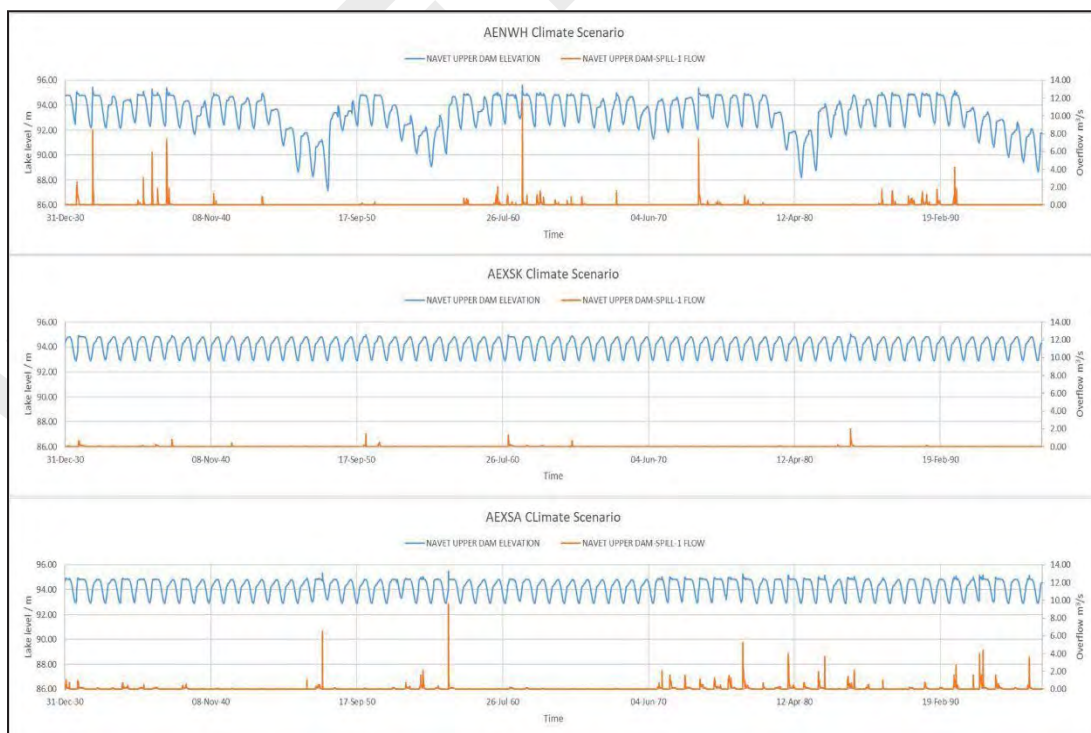 AENWH Climate Scenario
NAVET UPPER DAM ELEVATION NAVET UPPER DAM-SPILL-1 FLOW
96.00 14.00
94.00 12.00
92.00 10.00
90.00 8.00
88.00 6.00
86.00 4.00
2.00
0.00
Lake level / m
Overflow m³/s
31-Dec-30 08-Nov-40 17-Sep-50 26-Jul-60 04-Jun-70 12-Apr-80 19-Feb-90
Time
AEXSK Climate Scenario
NAVET UPPER DAM ELEVATION NAVET UPPER DAM-SPILL-1 FLOW
96.00 14.00
94.00 12.00
92.00 10.00
90.00 8.00
88.00 6.00
86.00 4.00
2.00
0.00
Lake level / m
Overflow m³/s
31-Dec-30 08-Nov-40 17-Sep-50 26-Jul-60 04-Jun-70 12-Apr-80 19-Feb-90
Time
AEXSA CLimate Scenario
NAVET UPPER DAM ELEVATION NAVET UPPER DAM-SPILL-1 FLOW
96.00 14.00
94.00 12.00
92.00 10.00
90.00 8.00
88.00 6.00
86.00 4.00
2.00
0.00
Lake level / m
Overflow m³/s
31-Dec-30 08-Nov-40 17-Sep-50 26-Jul-60 04-Jun-70 12-Apr-80 19-Feb-90
Time